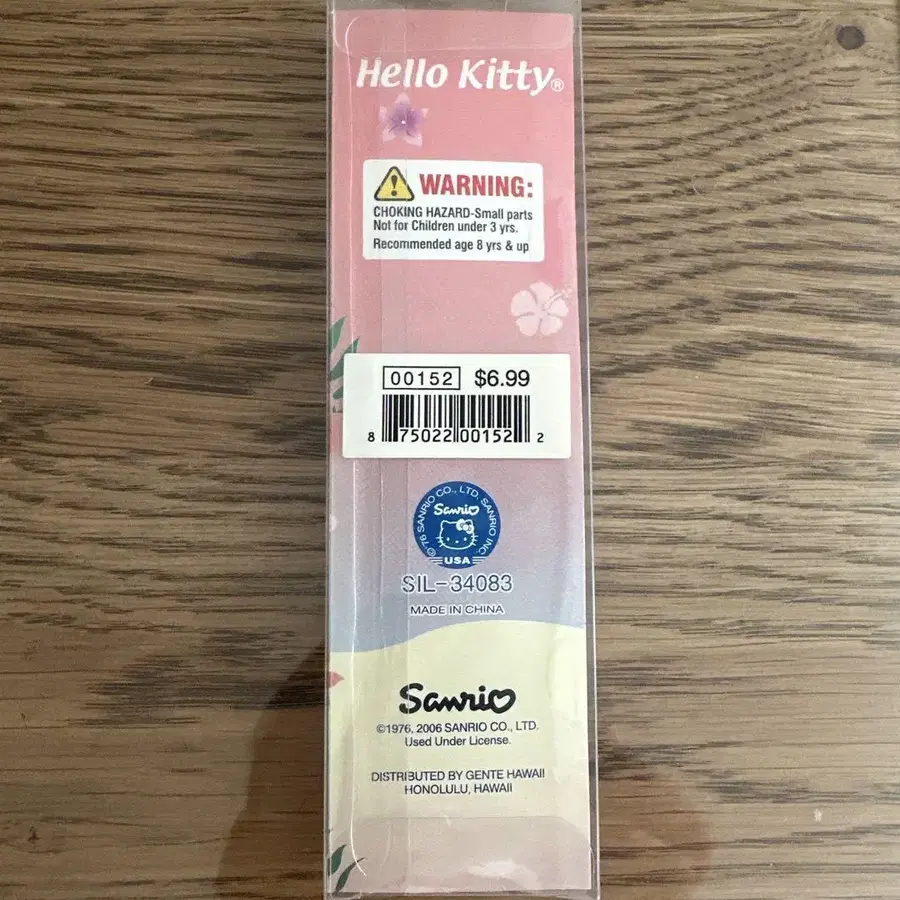 Hello Kitty®
WARNING:
CHOKING HAZARD-Small parts
Not for Children under 3 yrs.
Recommended age 8 yrs & up
00152 $6.99
8 75022 00152 2
©'76 SANRIO CO., LTD. SANRIO INC.
Sanrio
USA
SIL-34083
MADE IN CHINA
Sanrio
©1976, 2006 SANRIO CO., LTD.
Used Under License.
DISTRIBUTED BY GENTE HAWAII
HONOLULU, HAWAII